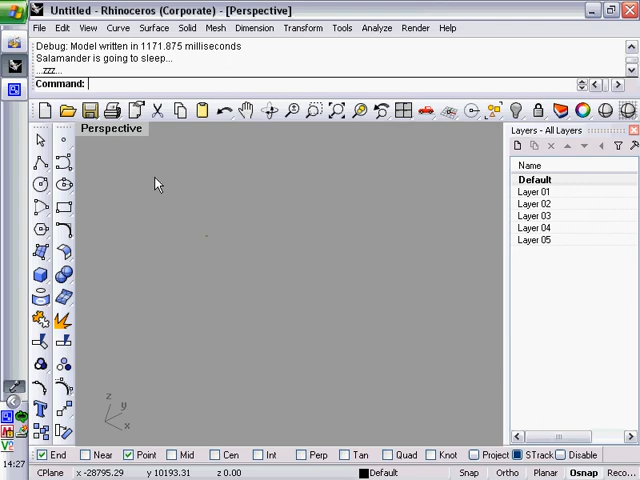 Untitled - Rhinoceros (Corporate) - [Perspective]
File Edit View Curve Surface Solid Mesh Dimension Transform Tools Analyze Render Help
Debug: Model written in 1171.875 milliseconds
Salamander is going to sleep...
...zzz...
Command:
Perspective
Layers - All Layers
Name
Default
Layer 01
Layer 02
Layer 03
Layer 04
Layer 05
z
y
x
14:27
End Near Point Mid Cen Int Perp Tan Quad Knot Project STrack Disable
CPlane x -28795.29 y 10193.31 z 0.00 Default Snap Ortho Planar Osnap Reco...